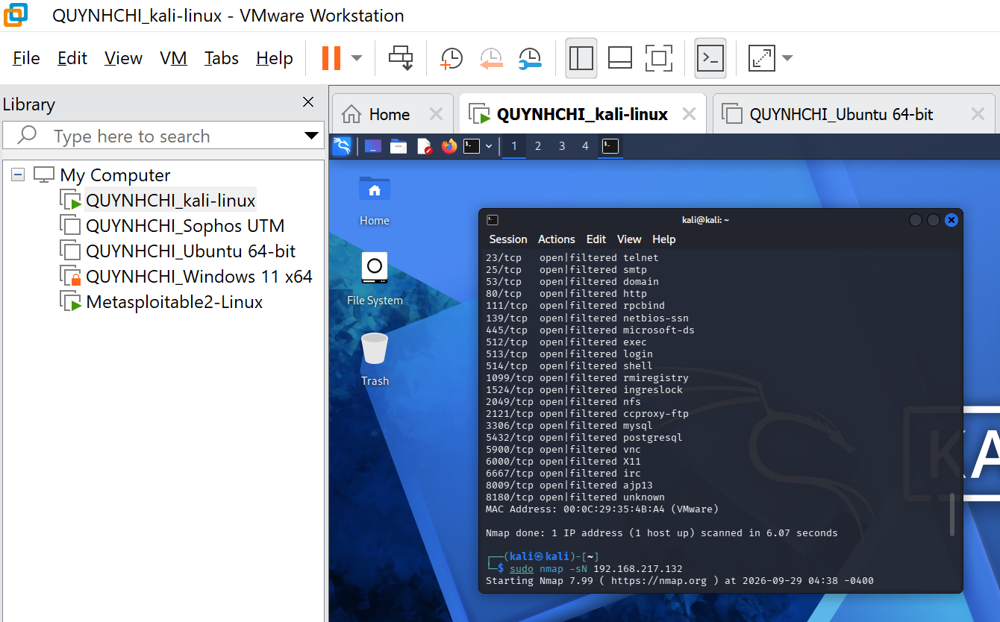 QUYNHCHI_kali-linux - VMware Workstation
File Edit View VM Tabs Help
Library
Type here to search
My Computer
QUYNHCHI_kali-linux
QUYNHCHI_Sophos UTM
QUYNHCHI_Ubuntu 64-bit
QUYNHCHI_Windows 11 x64
Metasploitable2-Linux
Home
QUYNHCHI_kali-linux
QUYNHCHI_Ubuntu 64-bit
1 2 3 4
Home
File System
Trash
kali@kali: ~
Session Actions Edit View Help
23/tcp open|filtered telnet
25/tcp open|filtered smtp
53/tcp open|filtered domain
80/tcp open|filtered http
111/tcp open|filtered rpcbind
139/tcp open|filtered netbios-ssn
445/tcp open|filtered microsoft-ds
512/tcp open|filtered exec
513/tcp open|filtered login
514/tcp open|filtered shell
1099/tcp open|filtered rmiregistry
1524/tcp open|filtered ingreslock
2049/tcp open|filtered nfs
2121/tcp open|filtered ccproxy-ftp
3306/tcp open|filtered mysql
5432/tcp open|filtered postgresql
5900/tcp open|filtered vnc
6000/tcp open|filtered X11
6667/tcp open|filtered irc
8009/tcp open|filtered ajp13
8180/tcp open|filtered unknown
MAC Address: 00:0C:29:35:4B:A4 (VMware)
Nmap done: 1 IP address (1 host up) scanned in 6.07 seconds
┌──(kali㉿kali)-[~]
└─$ sudo nmap -sN 192.168.217.132
Starting Nmap 7.99 ( https://nmap.org ) at 2026-09-29 04:38 -0400
KA